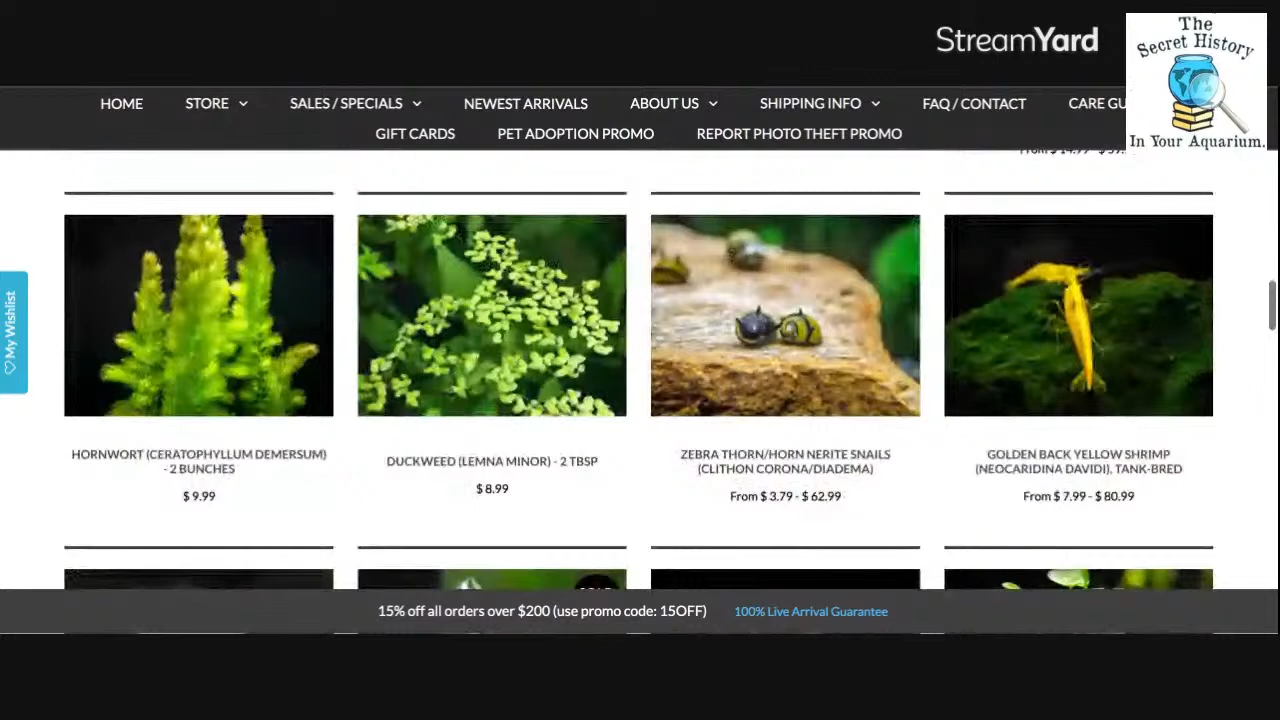 StreamYard
The
Secret History
In Your Aquarium.
HOME
STORE
SALES / SPECIALS
NEWEST ARRIVALS
ABOUT US
SHIPPING INFO
FAQ / CONTACT
CARE GU
GIFT CARDS
PET ADOPTION PROMO
REPORT PHOTO THEFT PROMO
My Wishlist
HORNWORT (CERATOPHYLLUM DEMERSUM)
- 2 BUNCHES
$ 9.99
DUCKWEED (LEMNA MINOR) - 2 TBSP
$ 8.99
ZEBRA THORN/HORN NERITE SNAILS
(CLITHON CORONA/DIADEMA)
From $ 3.79 - $ 62.99
GOLDEN BACK YELLOW SHRIMP
(NEOCARIDINA DAVIDI), TANK-BRED
From $ 7.99 - $ 80.99
15% off all orders over $200 (use promo code: 15OFF)
100% Live Arrival Guarantee